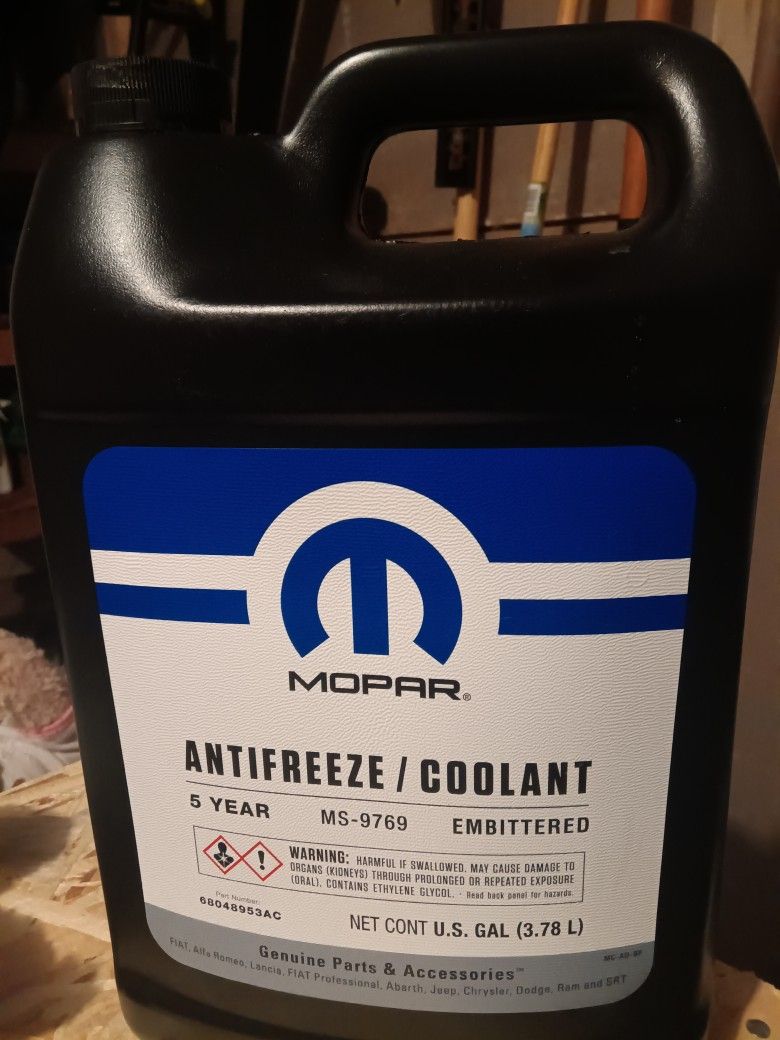 MOPAR®
ANTIFREEZE / COOLANT
5 YEAR MS-9769 EMBITTERED
WARNING: HARMFUL IF SWALLOWED. MAY CAUSE DAMAGE TO
ORGANS (KIDNEYS) THROUGH PROLONGED OR REPEATED EXPOSURE
(ORAL). CONTAINS ETHYLENE GLYCOL. · Read back panel for hazards.
Part Number:
68048953AC
NET CONT U.S. GAL (3.78 L)
Genuine Parts & Accessories™
FIAT, Alfa Romeo, Lancia, FIAT Professional, Abarth, Jeep, Chrysler, Dodge, Ram and SRT